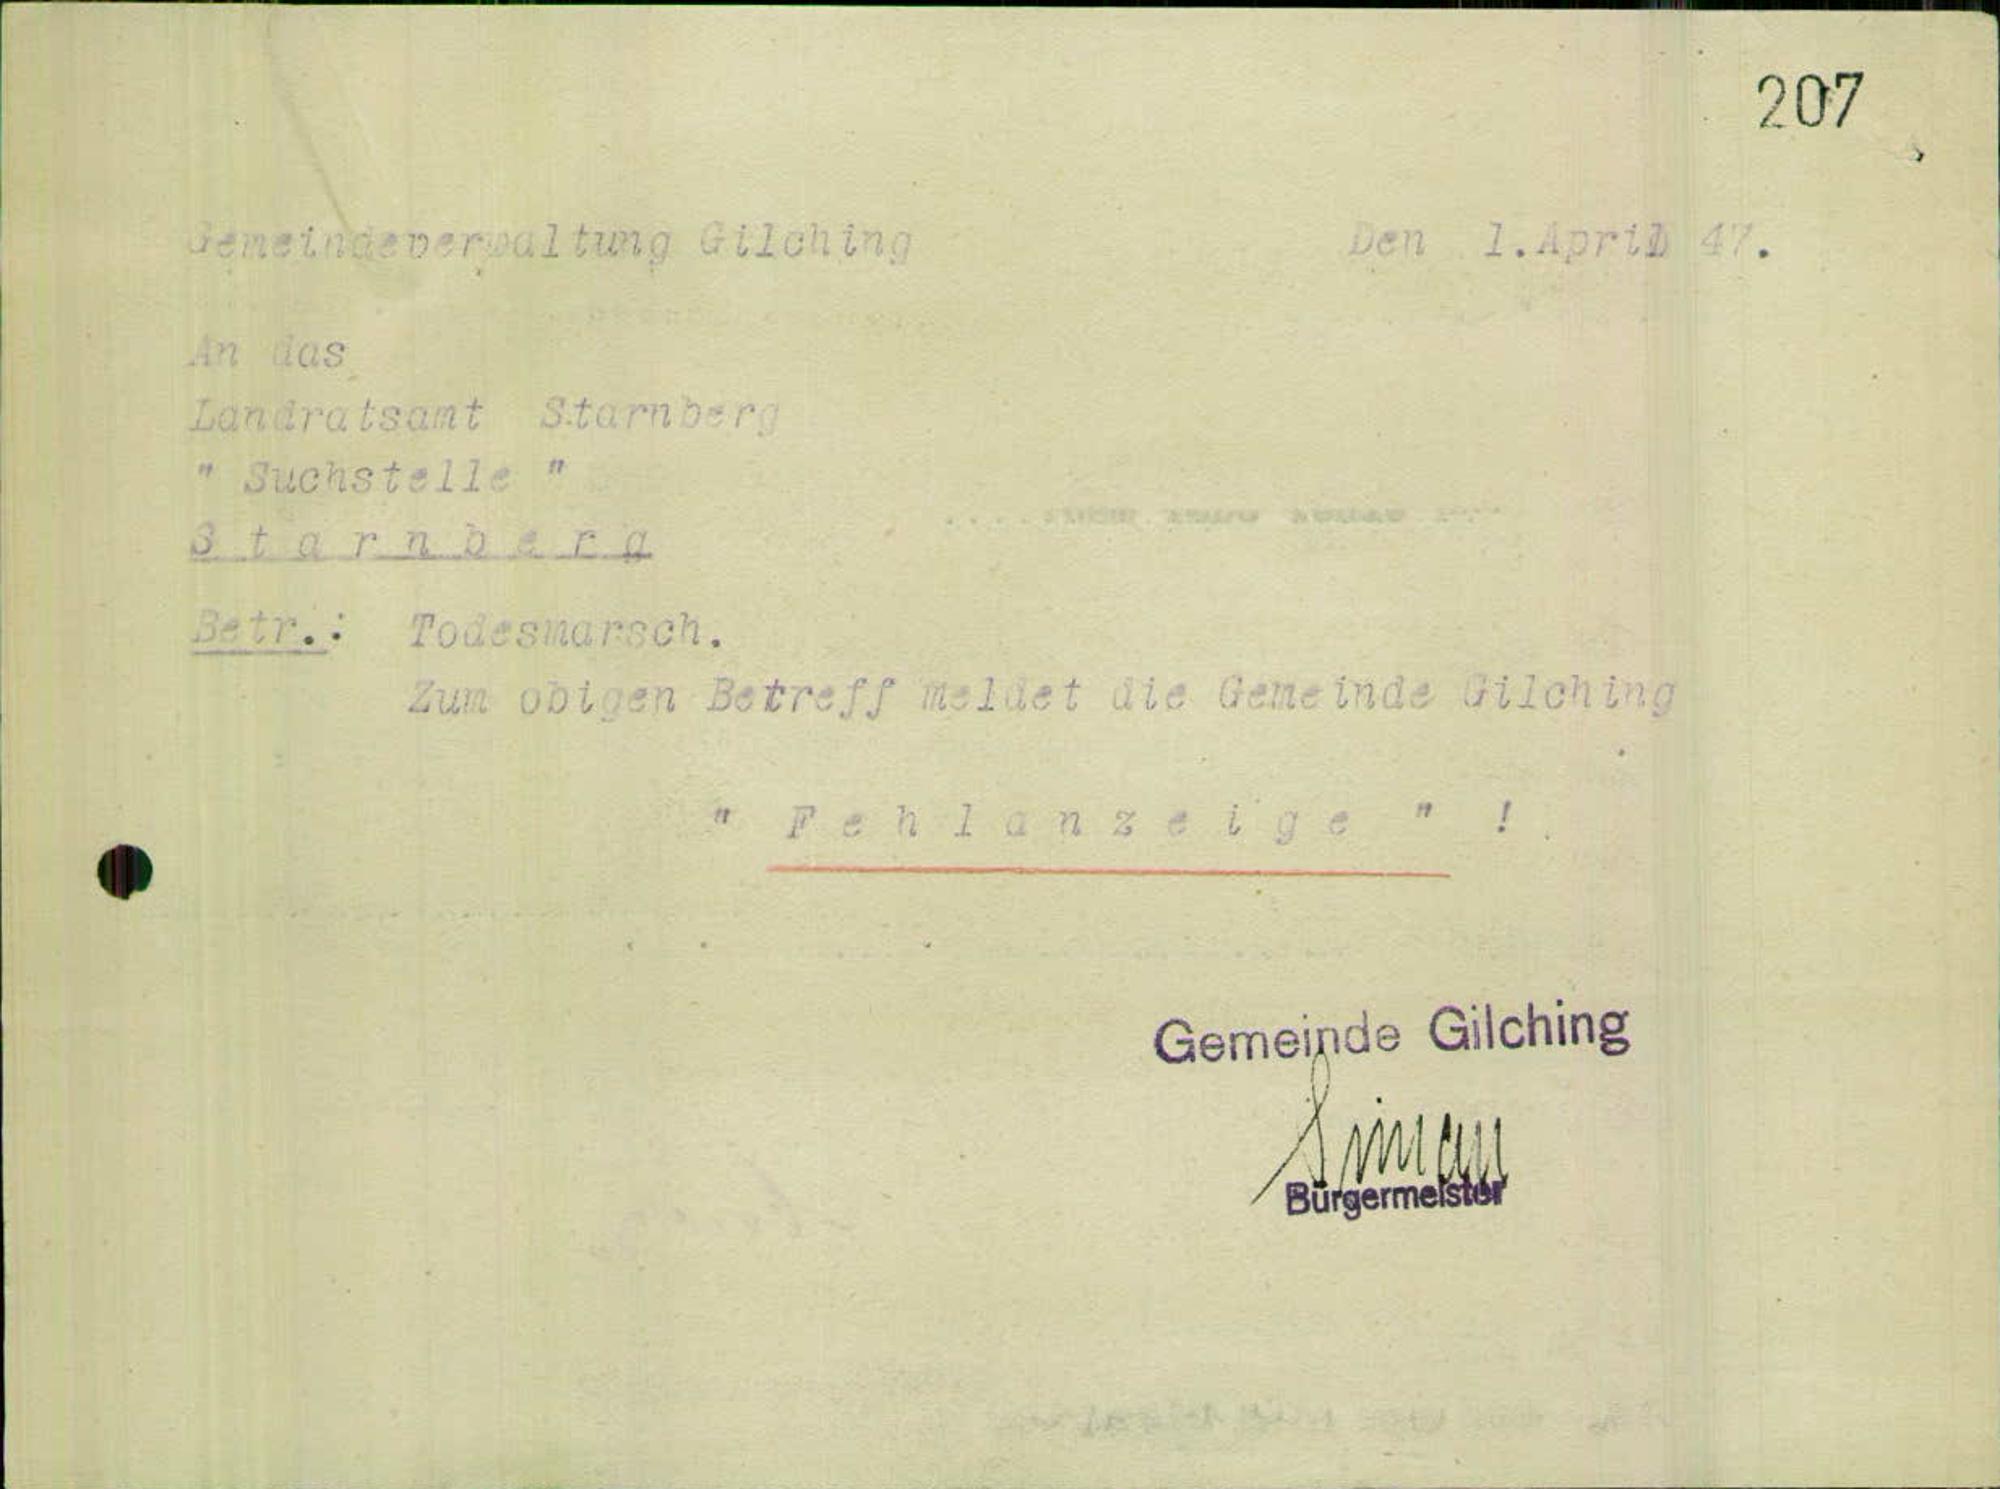 207
Gemeindeverwaltung Gilching Den 1.April 47.
An das
Landratsamt Starnberg
" Suchstelle "
S t a r n b e r g
Betr.: Todesmarsch.
Zum obigen Betreff meldet die Gemeinde Gilching
" F e h l a n z e i g e " !
Gemeinde Gilching
Bürgermeister